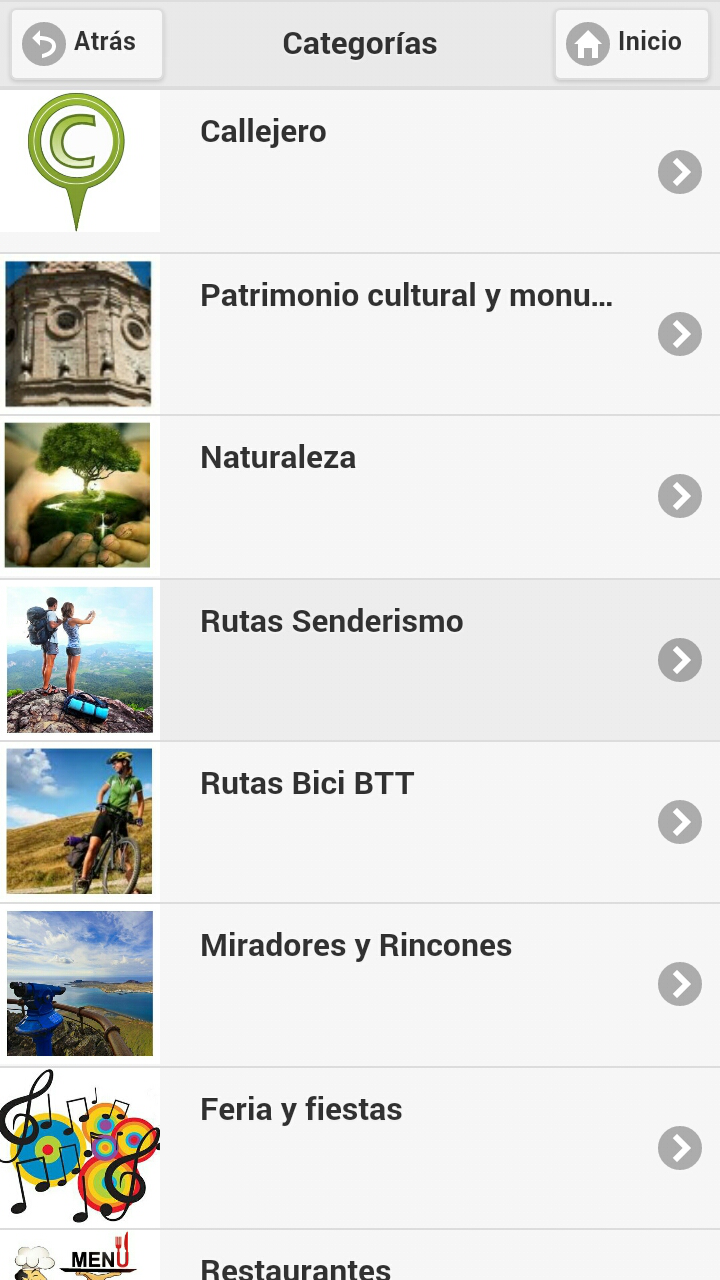 Atrás
Categorías
Inicio
C
Callejero
Patrimonio cultural y monu...
Naturaleza
Rutas Senderismo
Rutas Bici BTT
Miradores y Rincones
Feria y fiestas
MENU
Restaurantes